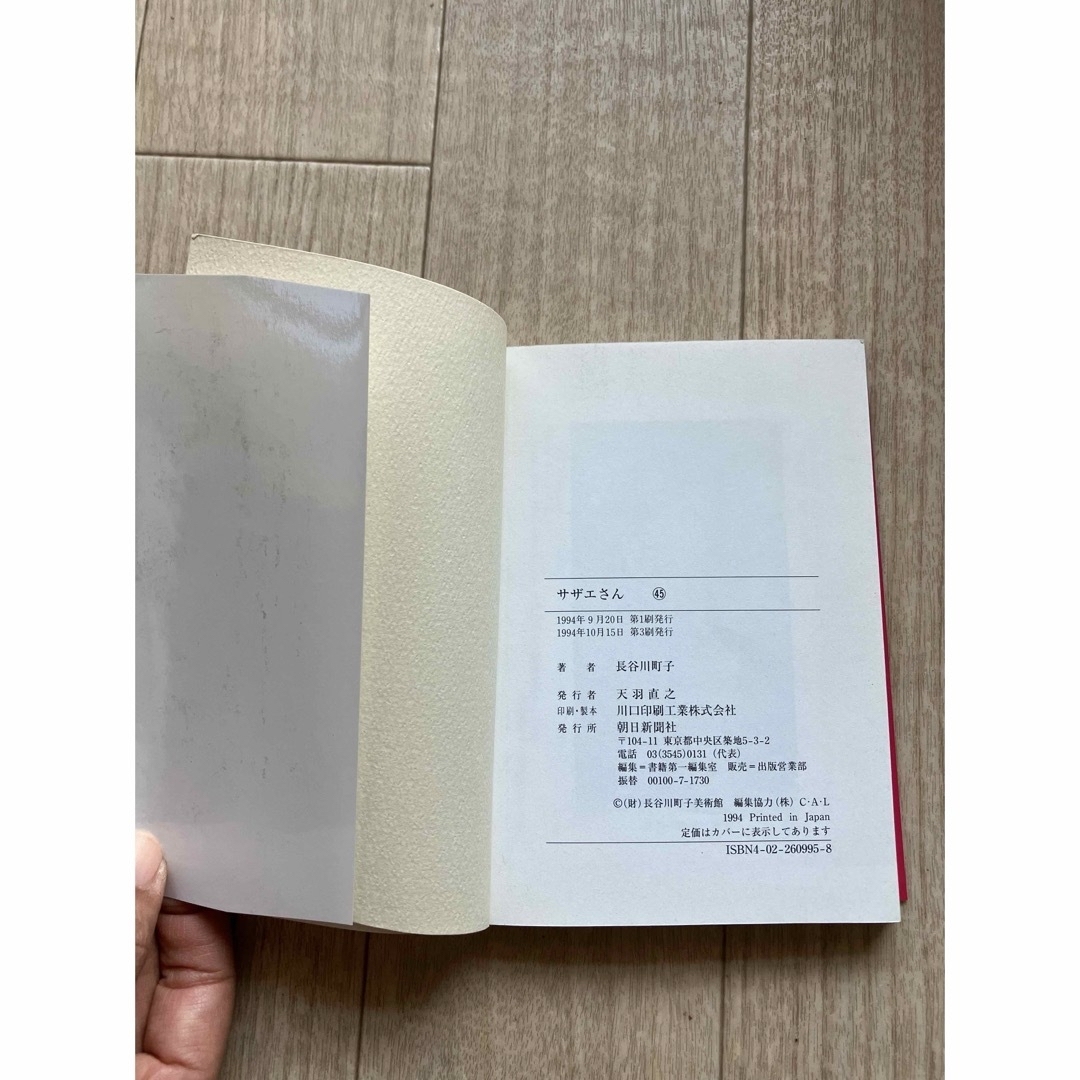 サザエさん ㊺
1994年9月20日 第1刷発行
1994年10月15日 第3刷発行
著 者 長谷川町子
発行者 天羽直之
印刷・製本 川口印刷工業株式会社
発行所 朝日新聞社
〒104-11 東京都中央区築地5-3-2
電話 03(3545)0131(代表)
編集=書籍第一編集室 販売=出版営業部
振替 00100-7-1730
©(財)長谷川町子美術館 編集協力(株)C・A・L
1994 Printed in Japan
定価はカバーに表示してあります
ISBN4-02-260995-8